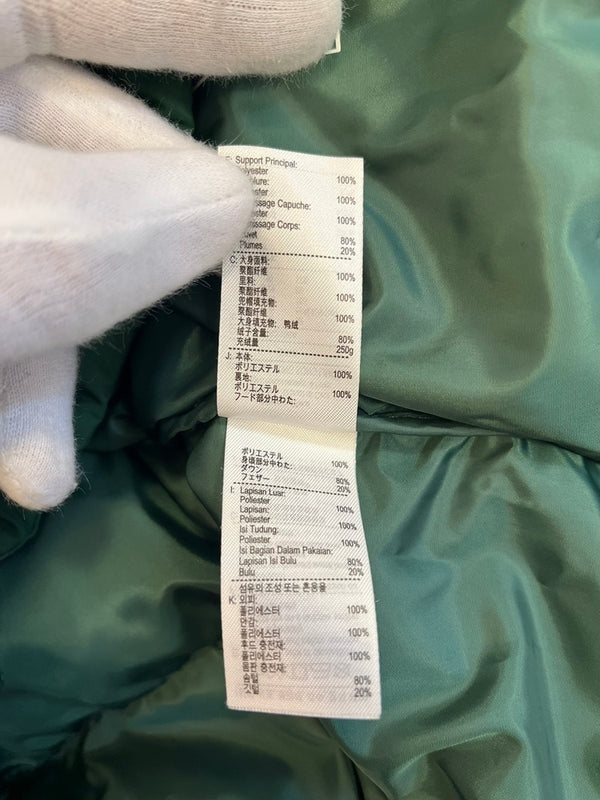 Support Principal:
100%
100%
Capuche:
100%
Corps:
80%
Plumes 20%
C: 大身面料:
聚酯纤维 100%
里料:
聚酯纤维 100%
兜帽填充物:
聚酯纤维 100%
大身填充物: 鸭绒
绒子含量: 80%
充绒量 250g
J: 本体:
ポリエステル 100%
裏地:
ポリエステル 100%
フード部分中わた:
ポリエステル 100%
身頃部分中わた:
ダウン 80%
フェザー 20%
I: Lapisan Luar:
Poliester 100%
Lapisan:
Poliester 100%
Isi Tudung:
Poliester 100%
Isi Bagian Dalam Pakaian:
Lapisan Isi Bulu 80%
Bulu 20%
섬유의 조성 또는 혼용율
K: 외피:
폴리에스터 100%
안감:
폴리에스터 100%
후드 충전재:
폴리에스터 100%
몸판 충전재:
솜털 80%
깃털 20%